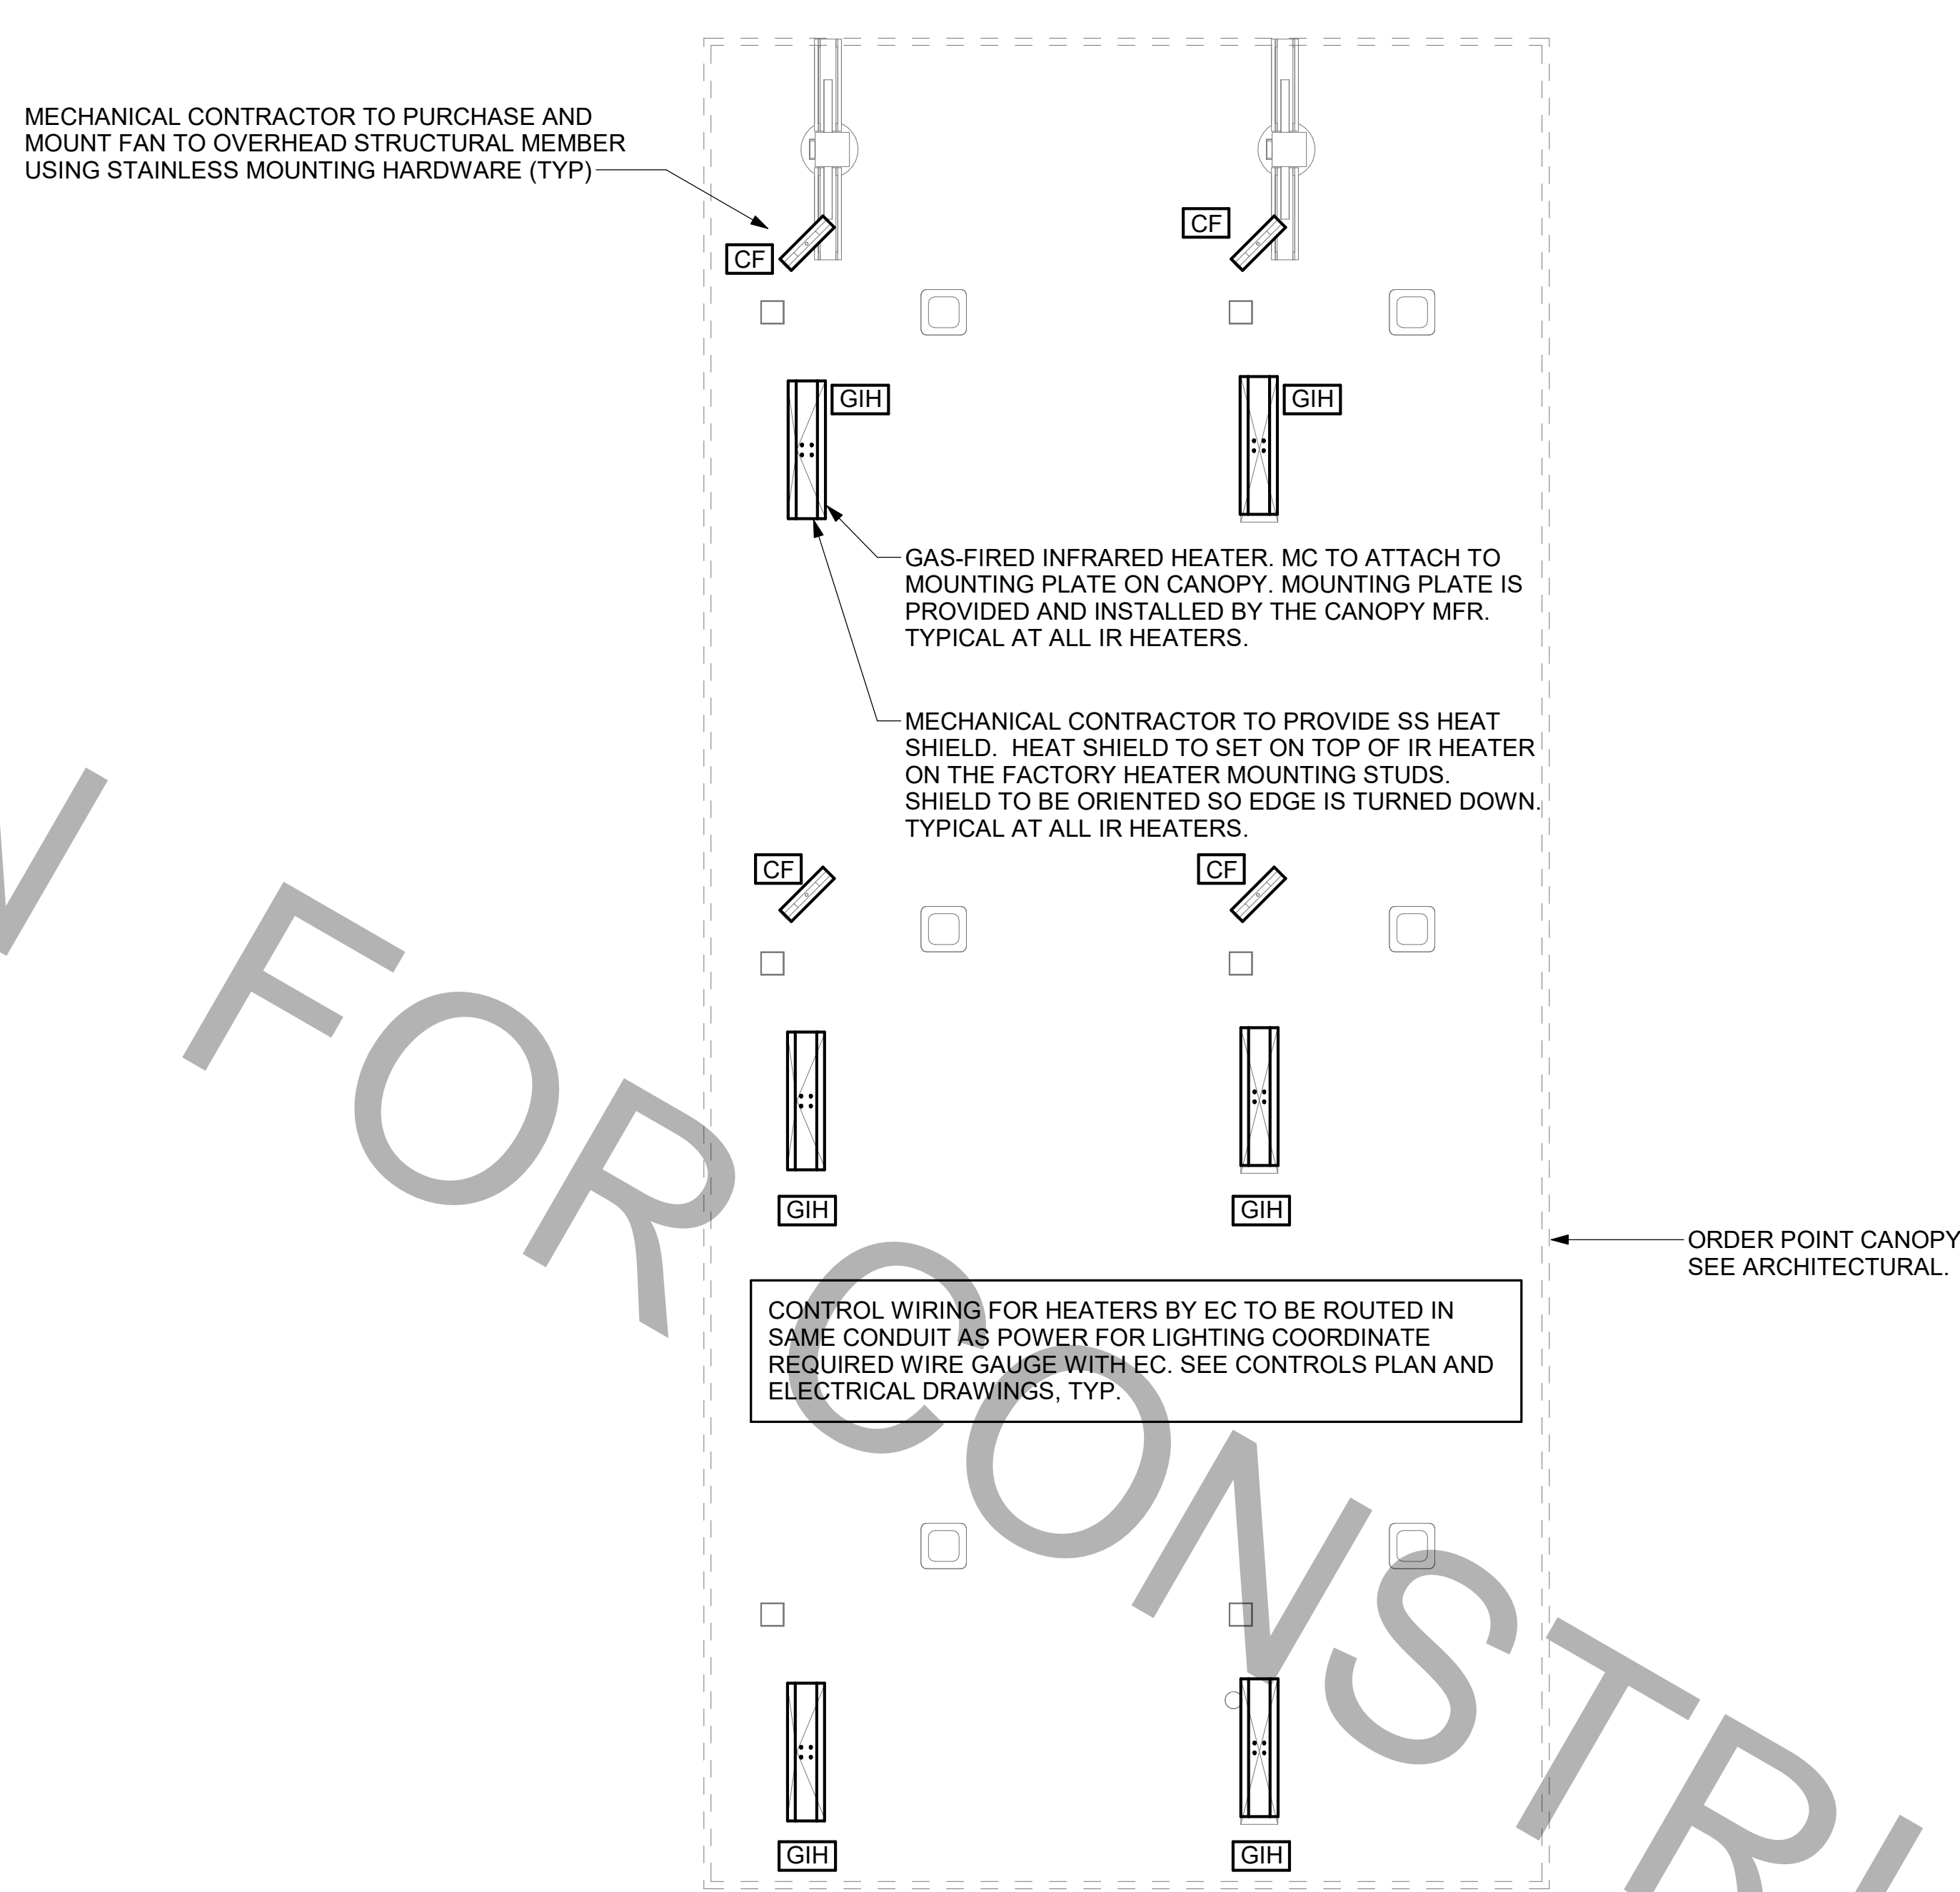 MECHANICAL CONTRACTOR TO PURCHASE AND
MOUNT FAN TO OVERHEAD STRUCTURAL MEMBER
USING STAINLESS MOUNTING HARDWARE (TYP)
CF
CF
GIH
GIH
GAS-FIRED INFRARED HEATER. MC TO ATTACH TO
MOUNTING PLATE ON CANOPY. MOUNTING PLATE IS
PROVIDED AND INSTALLED BY THE CANOPY MFR.
TYPICAL AT ALL IR HEATERS.
MECHANICAL CONTRACTOR TO PROVIDE SS HEAT
SHIELD. HEAT SHIELD TO SET ON TOP OF IR HEATER
ON THE FACTORY HEATER MOUNTING STUDS.
SHIELD TO BE ORIENTED SO EDGE IS TURNED DOWN.
TYPICAL AT ALL IR HEATERS.
CF
CF
GIH
GIH
ORDER POINT CANOPY
SEE ARCHITECTURAL.
CONTROL WIRING FOR HEATERS BY EC TO BE ROUTED IN
SAME CONDUIT AS POWER FOR LIGHTING COORDINATE
REQUIRED WIRE GAUGE WITH EC. SEE CONTROLS PLAN AND
ELECTRICAL DRAWINGS, TYP.
GIH
GIH
FOR CONSTR